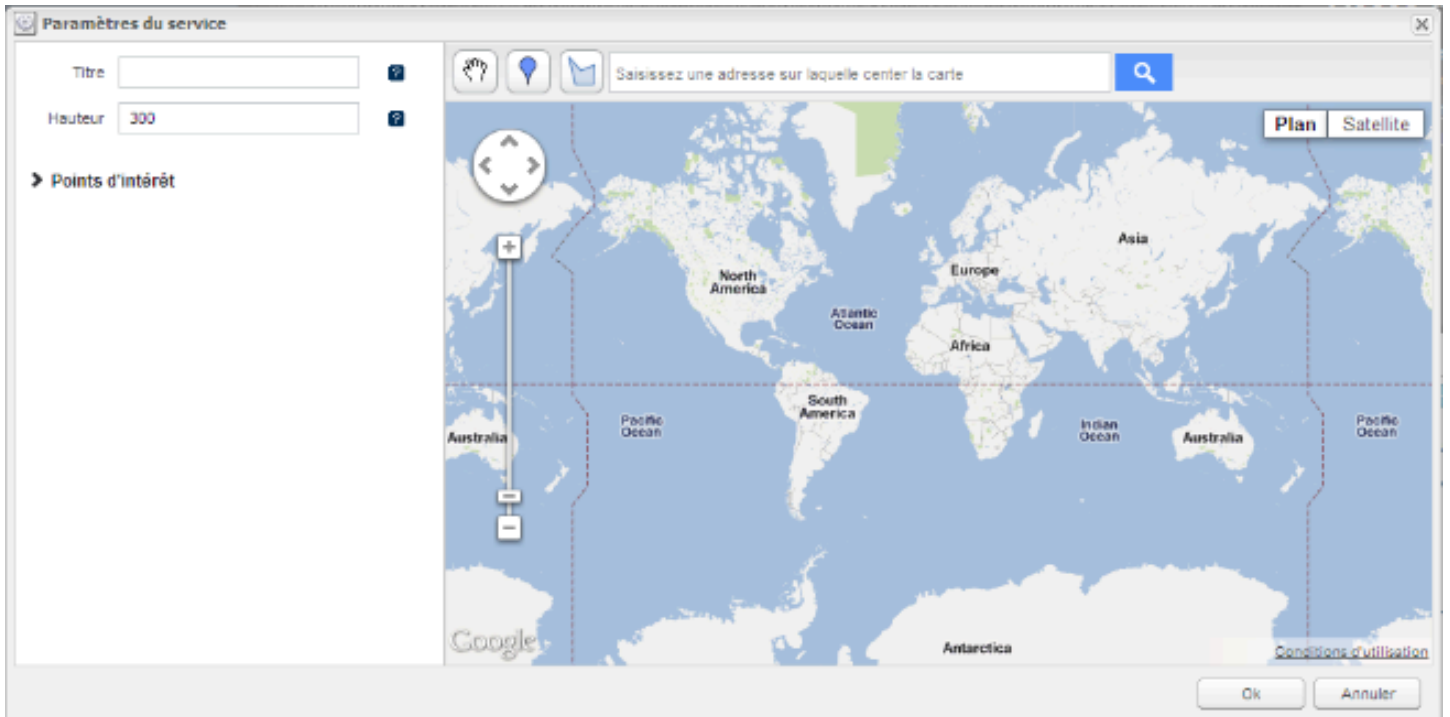 Paramètres du service
Titre
Hauteur 300
Points d'intérêt
Saisissez une adresse sur laquelle center la carte
Plan Satellite
North
America
Atlantic
Ocean
Europe
Asia
Africa
South
America
Pacific
Ocean
Indian
Ocean
Australia
Australia
Pacific
Ocean
Antarctica
Google
Conditions d'utilisation
Ok Annuler